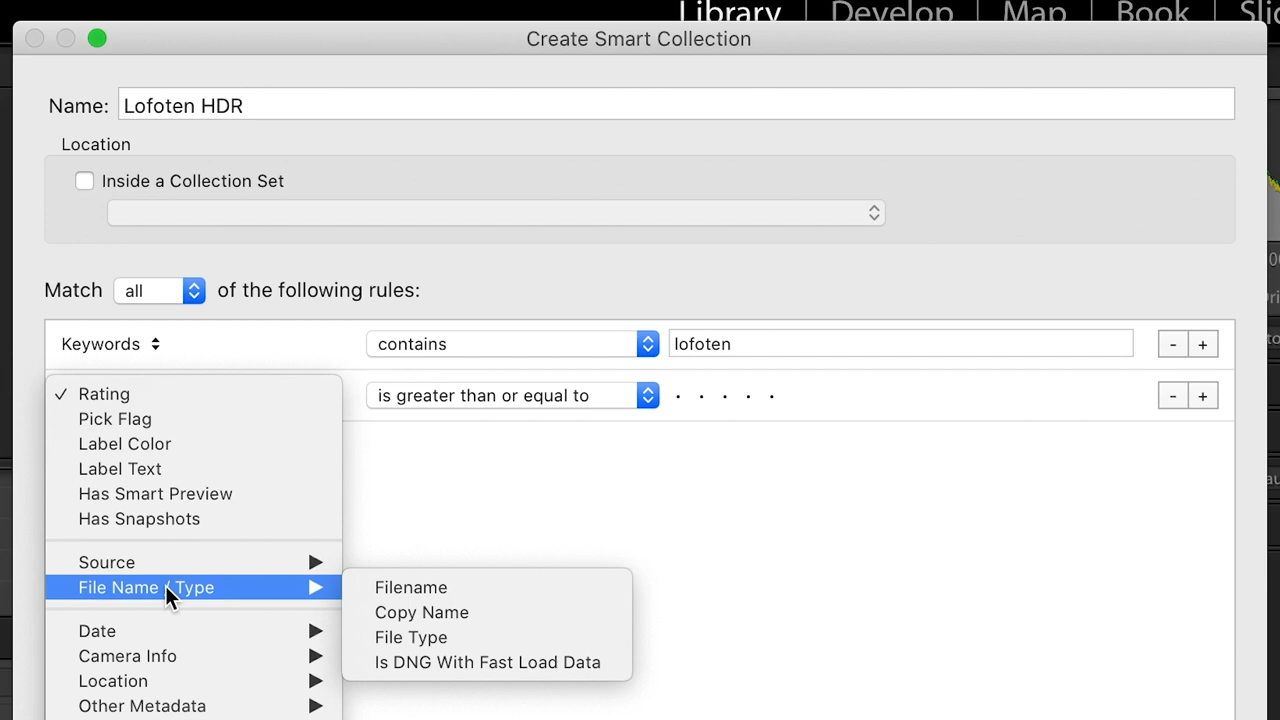 Library | Develop | Map | Book |
Create Smart Collection
Name: Lofoten HDR
Location
Inside a Collection Set
Match all of the following rules:
Keywords contains lofoten - +
✓ Rating is greater than or equal to . . . . . - +
Pick Flag
Label Color
Label Text
Has Smart Preview
Has Snapshots
Source ▶
File Name / Type ▶ Filename
Copy Name
File Type
Is DNG With Fast Load Data
Date ▶
Camera Info ▶
Location ▶
Other Metadata ▶